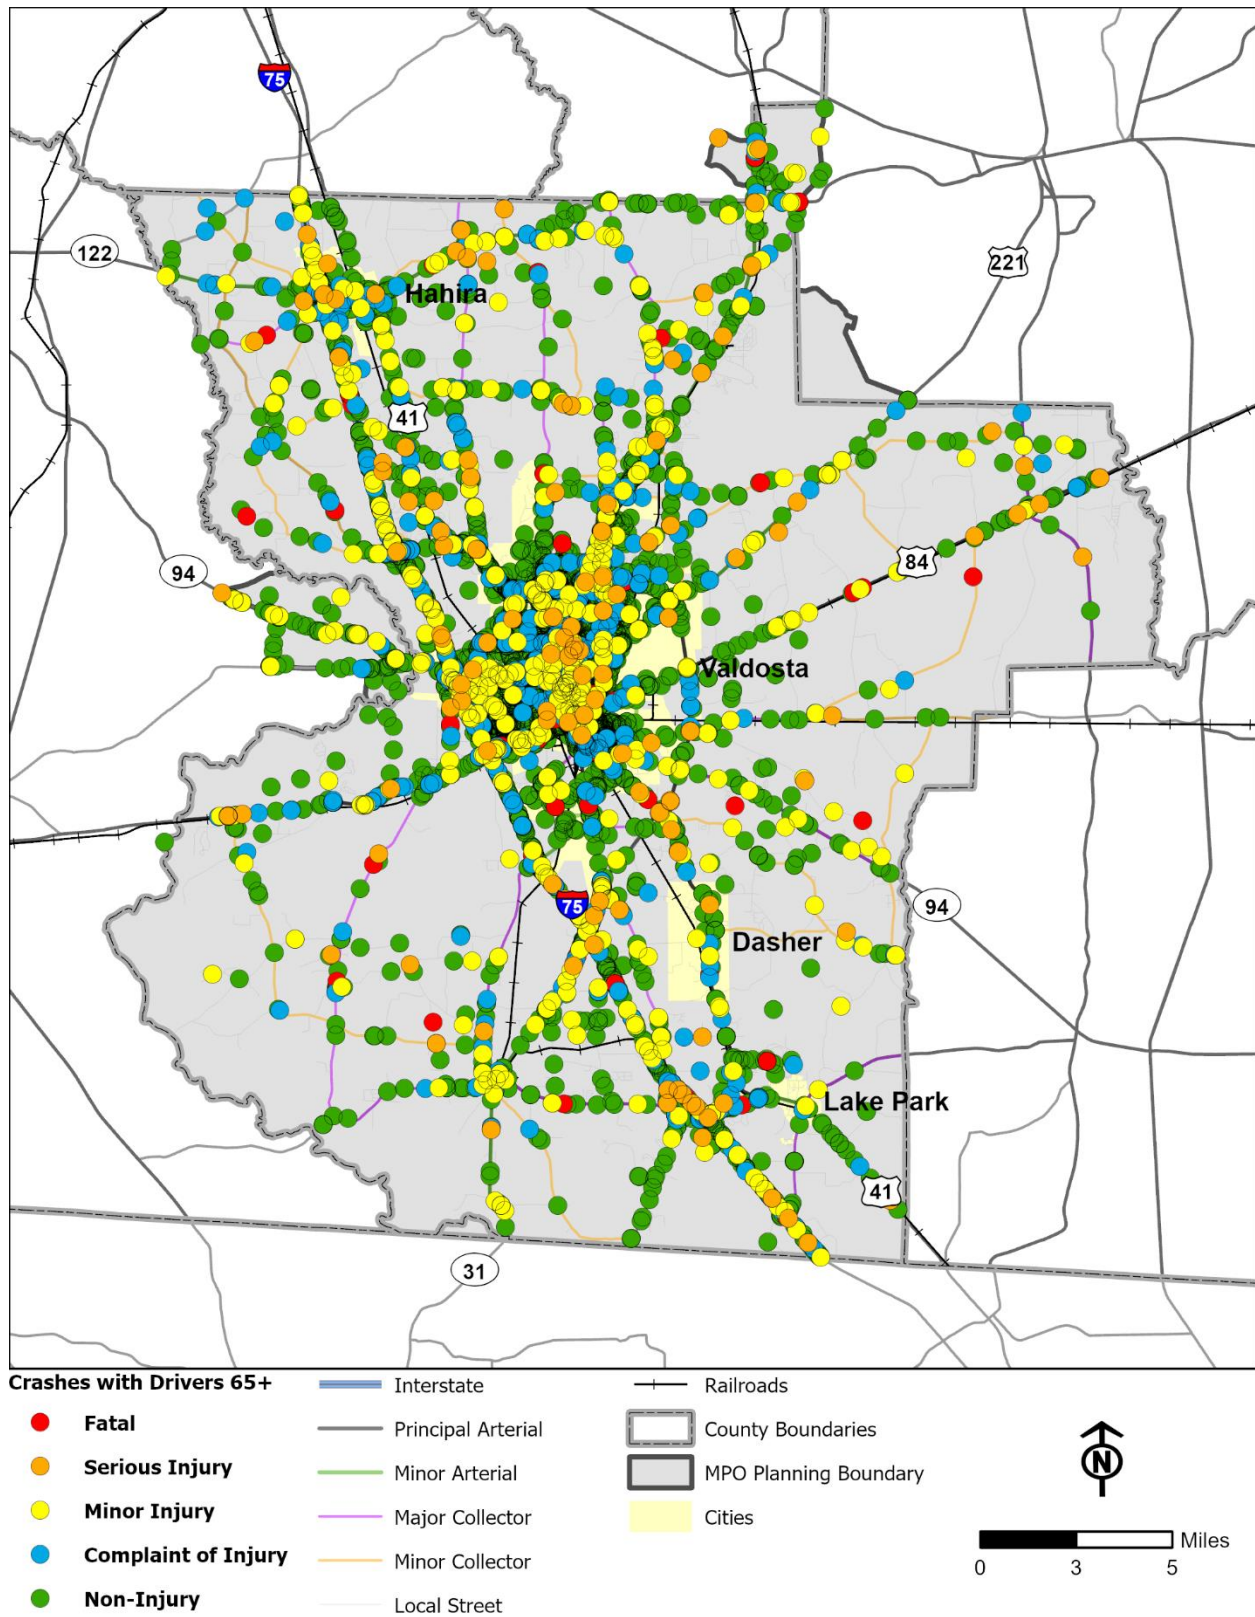 75
122
221
Hahira
41
94
84
Valdosta
75
94
Dasher
Lake Park
41
31
Crashes with Drivers 65+
Fatal
Serious Injury
Minor Injury
Complaint of Injury
Non-Injury
Interstate
Principal Arterial
Minor Arterial
Major Collector
Minor Collector
Local Street
Railroads
County Boundaries
MPO Planning Boundary
Cities
N
Miles
0 3 5